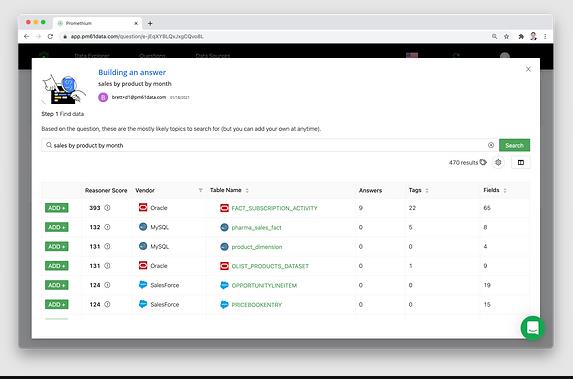 Promethium
app.pm61data.com/question/e-jEqXYBLQxJxgCQvo8L
Data Explorer Questions Data Sources
Building an answer
sales by product by month
B brett+d1@pm61data.com 01/18/2021
Step 1 Find data
Based on the question, these are the mostly likely topics to search for (but you can add your own at anytime).
sales by product by month Search
470 results
Reasoner Score Vendor Table Name Answers Tags Fields
ADD + 393 Oracle FACT_SUBSCRIPTION_ACTIVITY 9 22 65
ADD + 132 MySQL pharma_sales_fact 0 5 8
ADD + 131 MySQL product_dimension 0 0 4
ADD + 131 Oracle OLIST_PRODUCTS_DATASET 0 1 9
ADD + 124 SalesForce OPPORTUNITYLINEITEM 0 0 19
ADD + 124 SalesForce PRICEBOOKENTRY 0 0 15